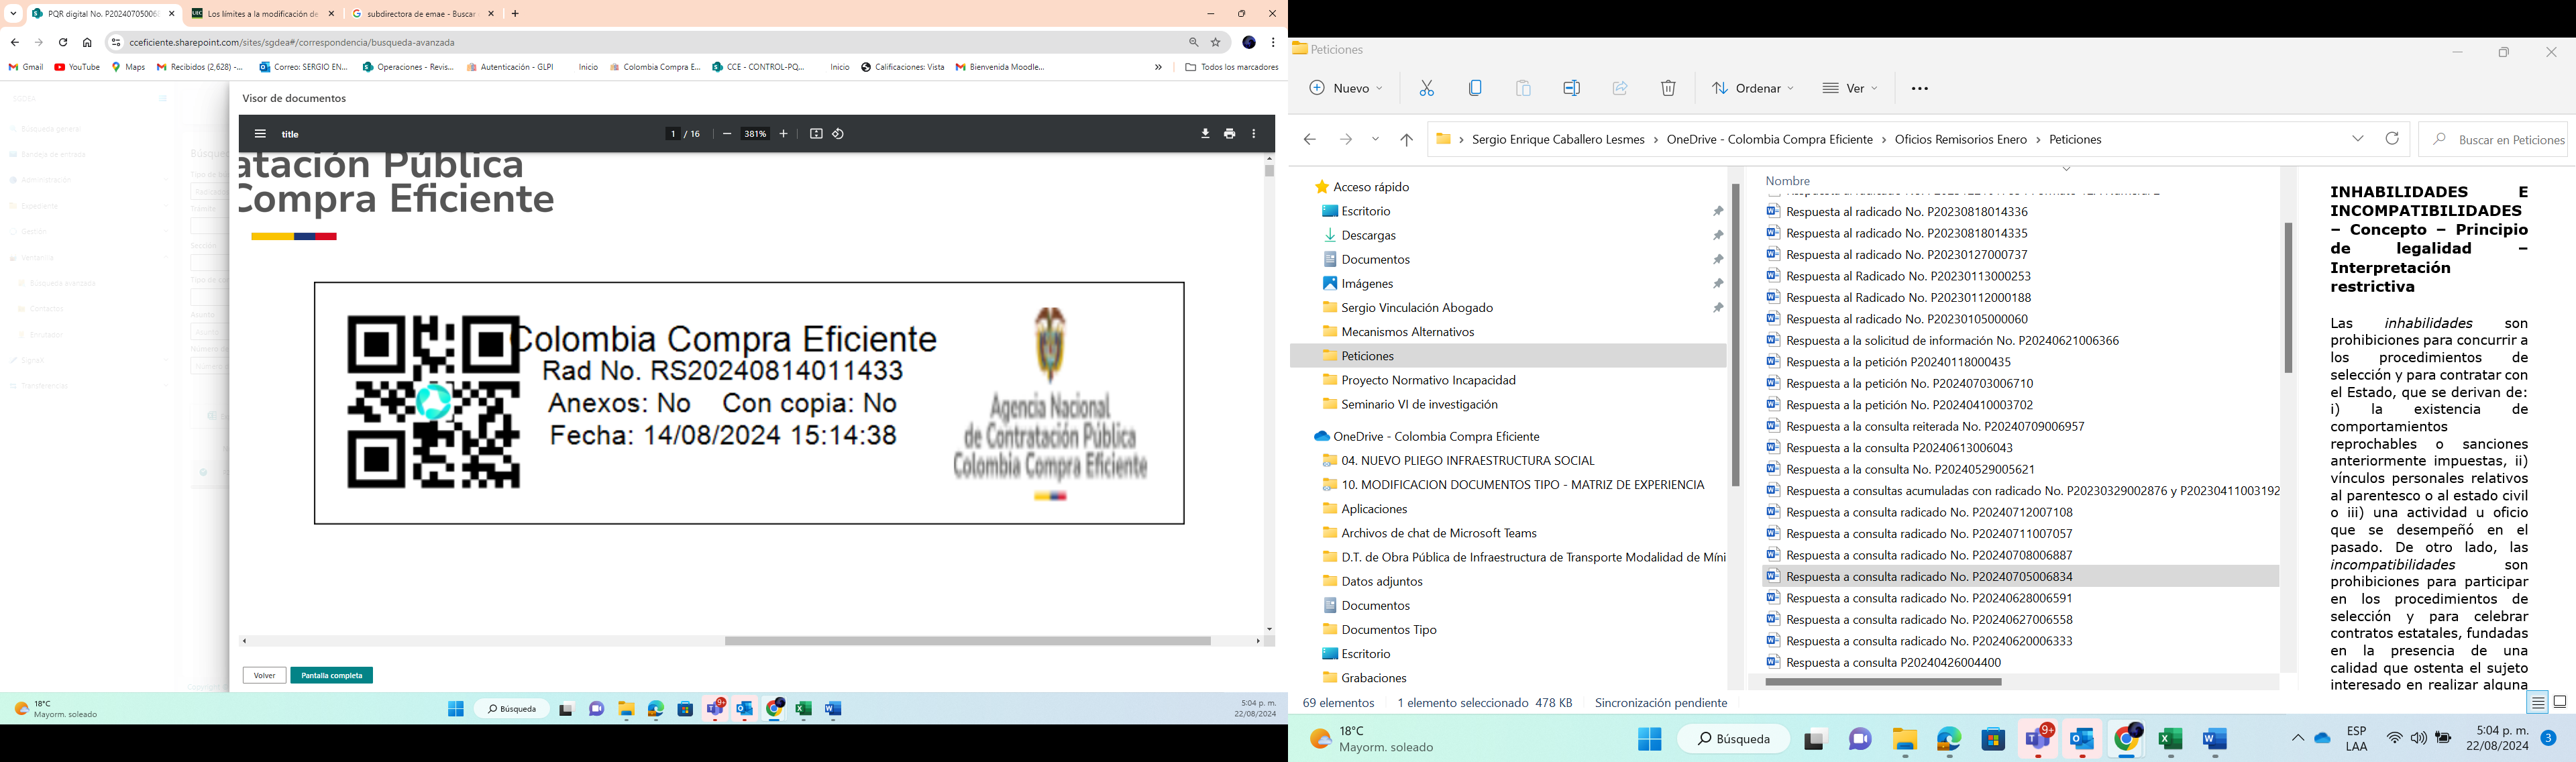 PQR digital No. P2024070500683
Los límites a la modificación de
subdirectora de emae - Buscar
cceficiente.sharepoint.com/sites/sgdea#/correspondencia/busqueda-avanzada
Gmail
YouTube
Maps
Recibidos (2,628) -...
Correo: SERGIO EN...
Operaciones - Revis...
Autenticación - GLPI
Inicio
Colombia Compra E...
CCE - CONTROL-PQ...
Inicio
Calificaciones: Vista
Bienvenida Moodle...
»
Todos los marcadores
Visor de documentos
title
1 / 16
381%
atación Pública
Compra Eficiente
Colombia Compra Eficiente
Rad No. RS20240814011433
Anexos: No Con copia: No
Fecha: 14/08/2024 15:14:38
Agencia Nacional
de Contratación Pública
Colombia Compra Eficiente
Volver
Pantalla completa
18°C
Mayorm. soleado
Búsqueda
9+
5:04 p. m.
22/08/2024
Peticiones
Nuevo
Ordenar
Ver
Sergio Enrique Caballero Lesmes
OneDrive - Colombia Compra Eficiente
Oficios Remisorios Enero
Peticiones
Buscar en Peticiones
Acceso rápido
Escritorio
Descargas
Documentos
Imágenes
Sergio Vinculación Abogado
Mecanismos Alternativos
Peticiones
Proyecto Normativo Incapacidad
Seminario VI de investigación
OneDrive - Colombia Compra Eficiente
04. NUEVO PLIEGO INFRAESTRUCTURA SOCIAL
10. MODIFICACION DOCUMENTOS TIPO - MATRIZ DE EXPERIENCIA
Aplicaciones
Archivos de chat de Microsoft Teams
D.T. de Obra Pública de Infraestructura de Transporte Modalidad de Míni
Datos adjuntos
Documentos
Documentos Tipo
Escritorio
Grabaciones
Nombre
Respuesta al radicado No. P20230818014336
Respuesta al radicado No. P20230818014335
Respuesta al radicado No. P20230127000737
Respuesta al Radicado No. P20230113000253
Respuesta al Radicado No. P20230112000188
Respuesta al radicado No. P20230105000060
Respuesta a la solicitud de información No. P20240621006366
Respuesta a la petición P20240118000435
Respuesta a la petición No. P20240703006710
Respuesta a la petición No. P20240410003702
Respuesta a la consulta reiterada No. P20240709006957
Respuesta a la consulta P20240613006043
Respuesta a la consulta No. P20240529005621
Respuesta a consultas acumuladas con radicado No. P20230329002876 y P20230411003192
Respuesta a consulta radicado No. P20240712007108
Respuesta a consulta radicado No. P20240711007057
Respuesta a consulta radicado No. P20240708006887
Respuesta a consulta radicado No. P20240705006834
Respuesta a consulta radicado No. P20240628006591
Respuesta a consulta radicado No. P20240627006558
Respuesta a consulta radicado No. P20240620006333
Respuesta a consulta P20240426004400
INHABILIDADES E
INCOMPATIBILIDADES
– Concepto – Principio
de legalidad –
Interpretación
restrictiva
Las inhabilidades son
prohibiciones para concurrir a
los procedimientos de
selección y para contratar con
el Estado, que se derivan de:
i) la existencia de
comportamientos
reprochables o sanciones
anteriormente impuestas, ii)
vínculos personales relativos
al parentesco o al estado civil
o iii) una actividad u oficio
que se desempeñó en el
pasado. De otro lado, las
incompatibilidades son
prohibiciones para participar
en los procedimientos de
selección y para celebrar
contratos estatales, fundadas
en la presencia de una
calidad que ostenta el sujeto
interesado en realizar alguna
69 elementos
1 elemento seleccionado 478 KB
Sincronización pendiente
18°C
Mayorm. soleado
Búsqueda
9+
ESP
LAA
5:04 p. m.
22/08/2024
3